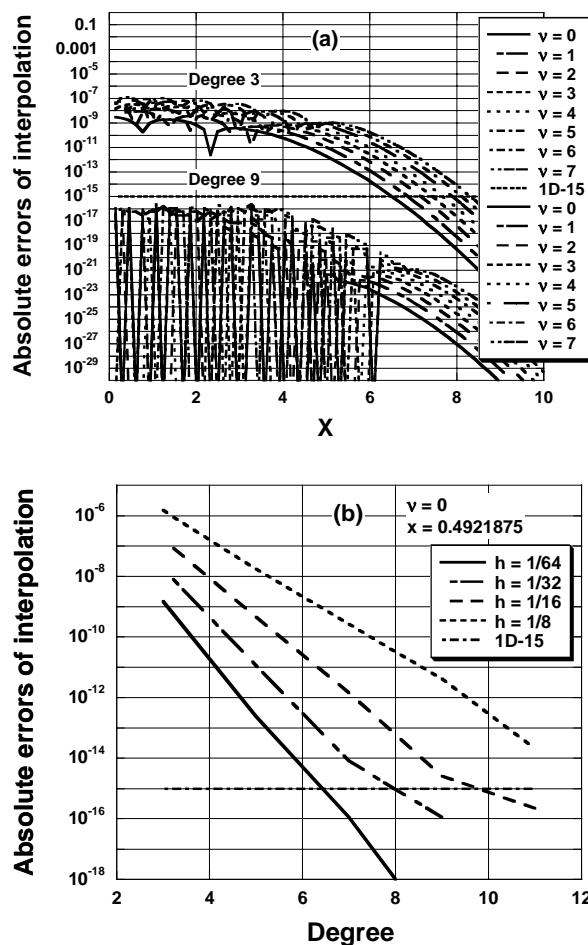 (a)
Absolute errors of interpolation
0.1
0.001
10-5
10-7
10-9
10-11
10-13
10-15
10-17
10-19
10-21
10-23
10-25
10-27
10-29
Degree 3
Degree 9
0 2 4 6 8 10
X
ν = 0
ν = 1
ν = 2
ν = 3
ν = 4
ν = 5
ν = 6
ν = 7
1D-15
ν = 0
ν = 1
ν = 2
ν = 3
ν = 4
ν = 5
ν = 6
ν = 7
(b)
ν = 0
x = 0.4921875
Absolute errors of interpolation
10-6
10-8
10-10
10-12
10-14
10-16
10-18
h = 1/64
h = 1/32
h = 1/16
h = 1/8
1D-15
2 4 6 8 10 12
Degree